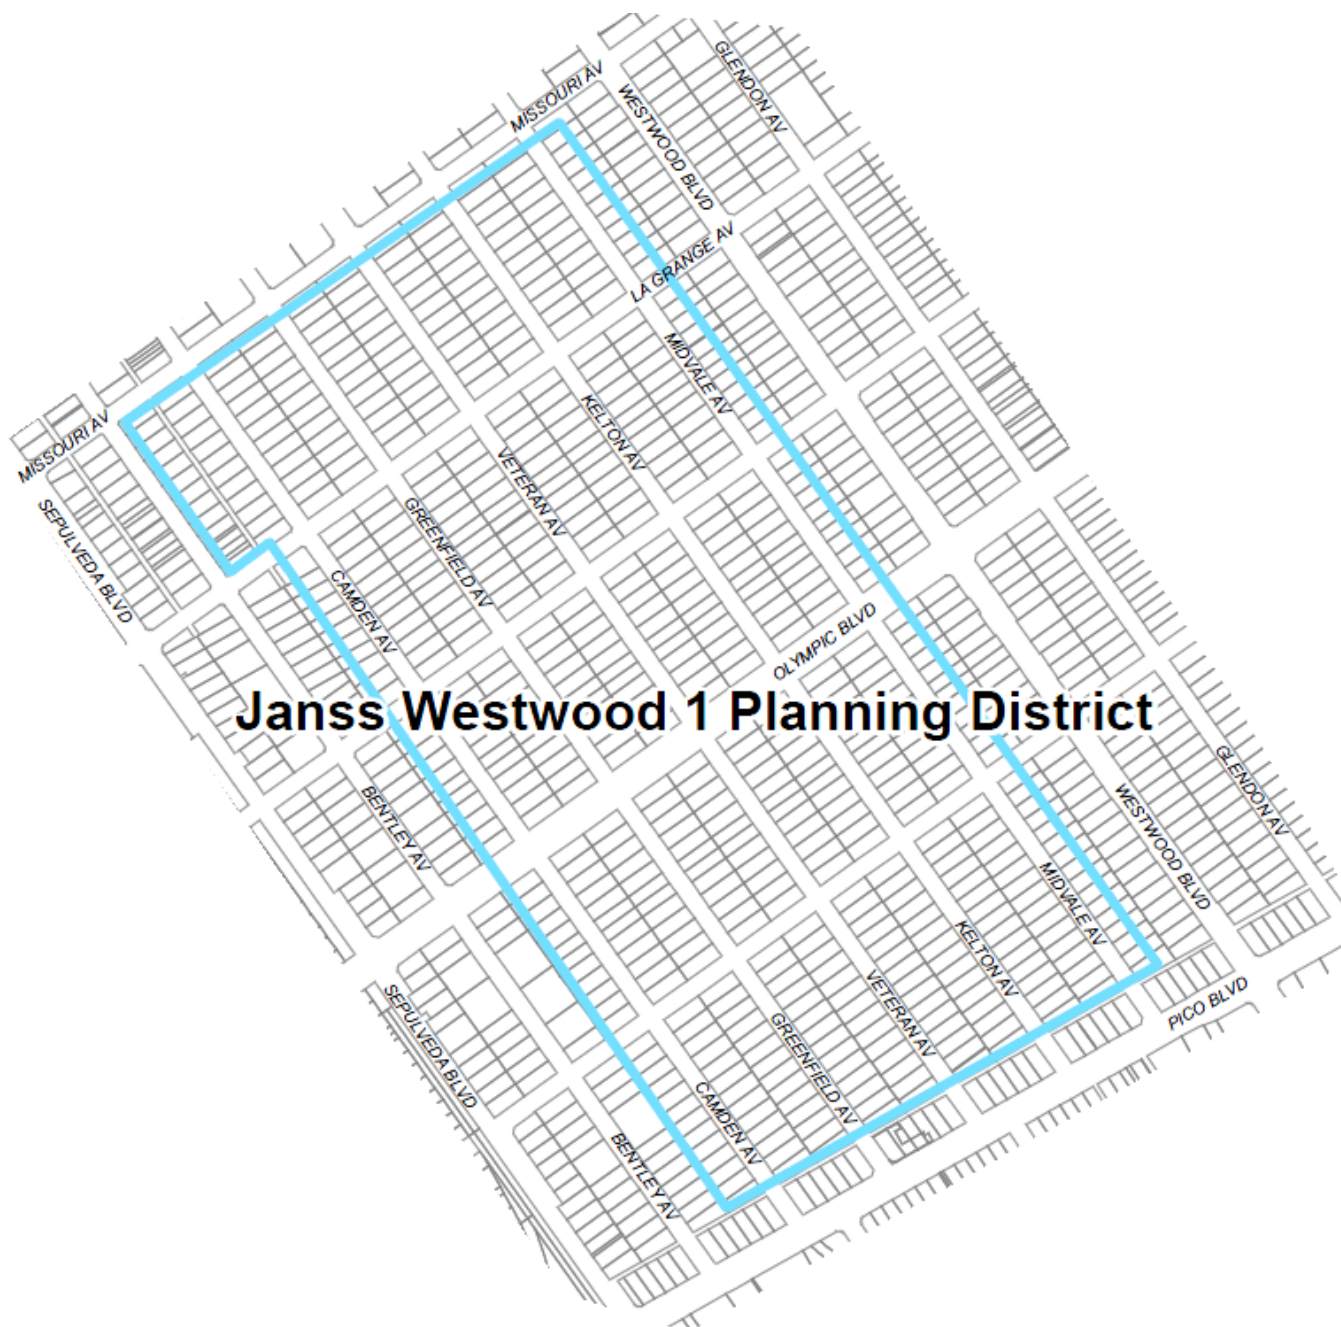 GLENDON AV
MISSOURI AV
WESTWOOD BLVD
LA GRANGE AV
MIDVALE AV
KELTON AV
MISSOURI AV
VETERAN AV
SEPULVEDA BLVD
GREENFIELD AV
CAMDEN AV
OLYMPIC BLVD
Janss Westwood 1 Planning District
BENTLEY AV
GLENDON AV
WESTWOOD BLVD
MIDVALE AV
KELTON AV
VETERAN AV
PICO BLVD
SEPULVEDA BLVD
GREENFIELD AV
CAMDEN AV
BENTLEY AV